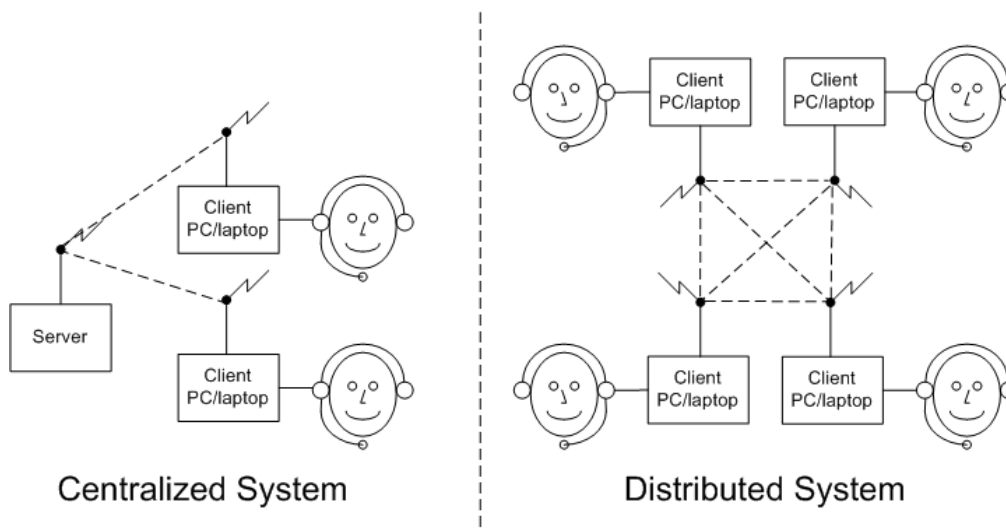 Client
PC/laptop
Server
Client
PC/laptop
Centralized System
Client
PC/laptop
Client
PC/laptop
Client
PC/laptop
Client
PC/laptop
Distributed System